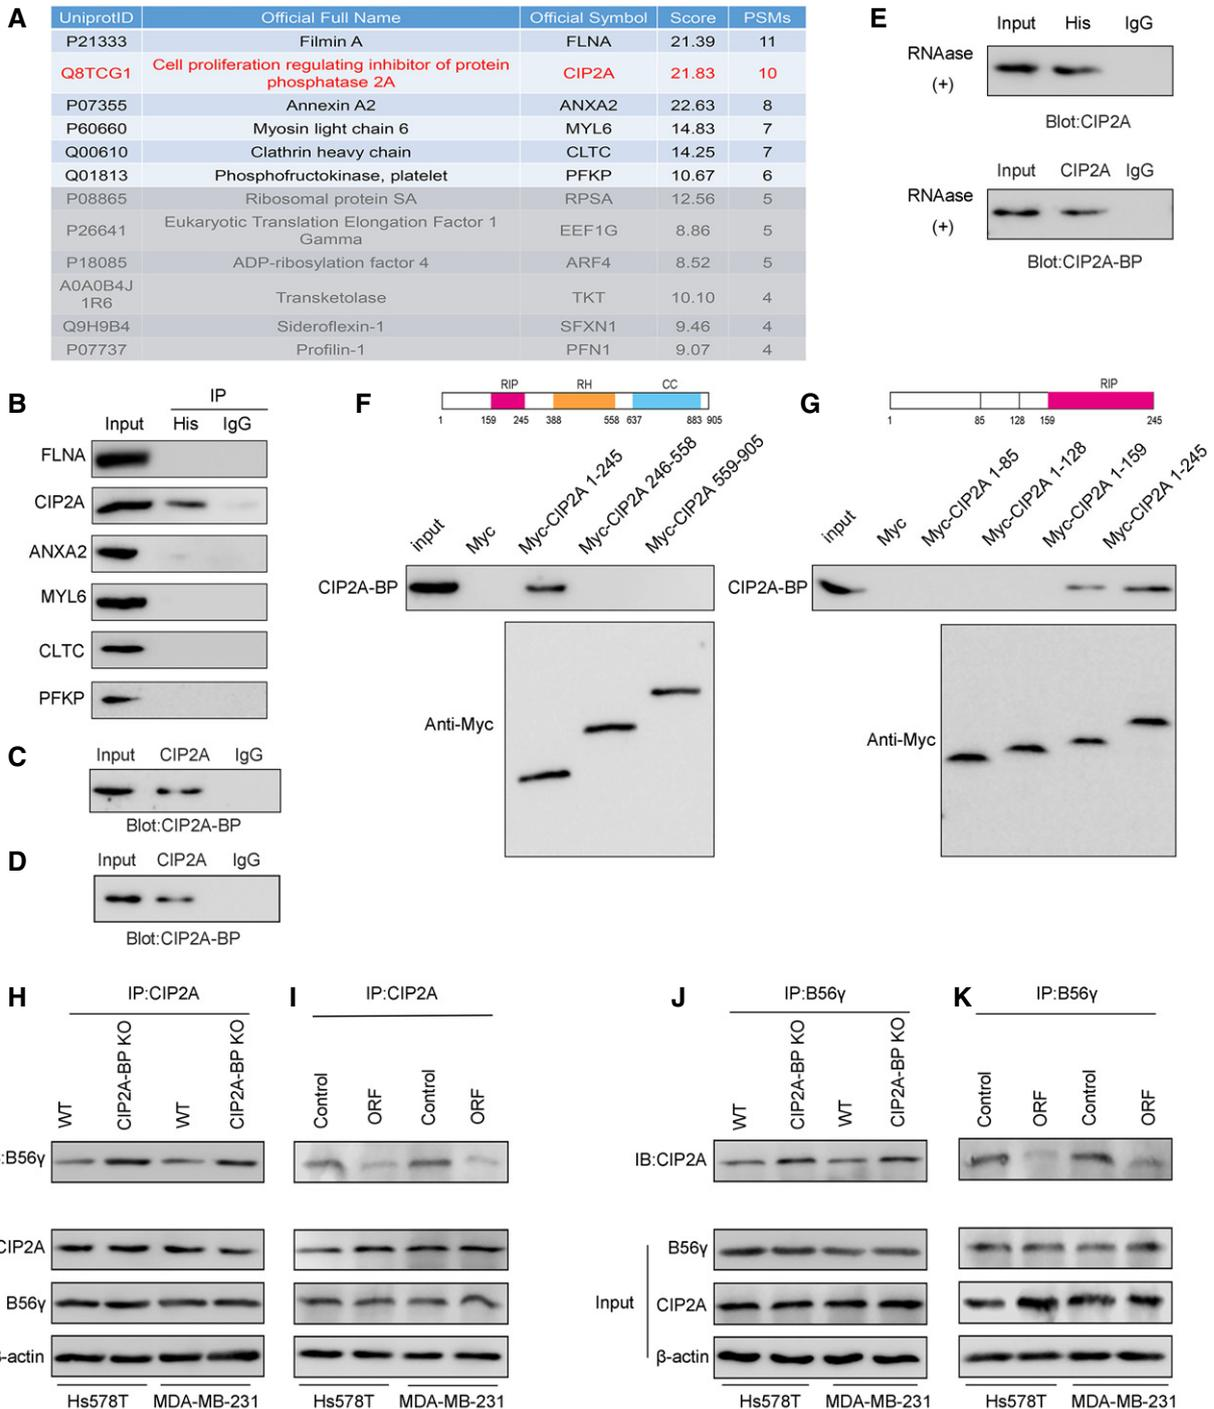 A
UniprotID Official Full Name Official Symbol Score PSMs
P21333 Filmin A FLNA 21.39 11
Q8TCG1 Cell proliferation regulating inhibitor of protein phosphatase 2A CIP2A 21.83 10
P07355 Annexin A2 ANXA2 22.63 8
P60660 Myosin light chain 6 MYL6 14.83 7
Q00610 Clathrin heavy chain CLTC 14.25 7
Q01813 Phosphofructokinase, platelet PFKP 10.67 6
P08865 Ribosomal protein SA RPSA 12.56 5
P26641 Eukaryotic Translation Elongation Factor 1 Gamma EEF1G 8.86 5
P18085 ADP-ribosylation factor 4 ARF4 8.52 5
A0A0B4J1R6 Transketolase TKT 10.10 4
Q9H9B4 Sideroflexin-1 SFXN1 9.46 4
P07737 Profilin-1 PFN1 9.07 4
E
Input His IgG
RNAase
(+)
Blot:CIP2A
Input CIP2A IgG
RNAase
(+)
Blot:CIP2A-BP
B
IP
Input His IgG
FLNA
CIP2A
ANXA2
MYL6
CLTC
PFKP
C
Input CIP2A IgG
Blot:CIP2A-BP
D
Input CIP2A IgG
Blot:CIP2A-BP
F
RIP RH CC
1 159 245 388 558 637 883 905
input Myc Myc-CIP2A 1-245 Myc-CIP2A 246-558 Myc-CIP2A 559-905
CIP2A-BP
Anti-Myc
G
RIP
1 85 128 159 245
input Myc Myc-CIP2A 1-85 Myc-CIP2A 1-128 Myc-CIP2A 1-159 Myc-CIP2A 1-245
CIP2A-BP
Anti-Myc
H
IP:CIP2A
WT CIP2A-BP KO WT CIP2A-BP KO
:B56γ
CIP2A
B56γ
-actin
Hs578T MDA-MB-231
I
IP:CIP2A
Control ORF Control ORF
Hs578T MDA-MB-231
J
IP:B56γ
WT CIP2A-BP KO WT CIP2A-BP KO
IB:CIP2A
Input
B56γ
CIP2A
β-actin
Hs578T MDA-MB-231
K
IP:B56γ
Control ORF Control ORF
Hs578T MDA-MB-231